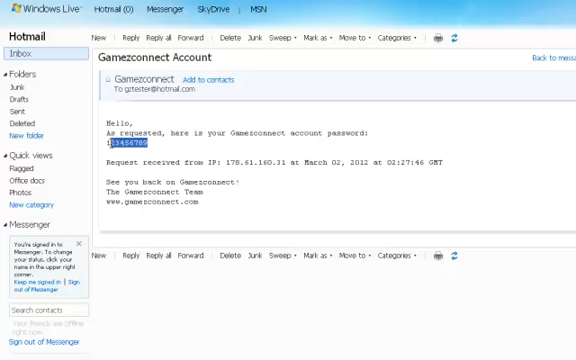 Windows Live™ Hotmail (0) Messenger SkyDrive MSN
Hotmail
New Reply Reply all Forward Delete Junk Sweep Mark as Move to Categories
Inbox
Gamezconnect Account
Back to messa
Folders
Junk
Drafts
Sent
Deleted
New folder
Gamezconnect Add to contacts
To gztester@hotmail.com
Hello,
As requested, here is your Gamezconnect account password:
123456789
Request received from IP: 178.61.160.31 at March 02, 2012 02:27:46 GMT
See you back on Gamezconnect!
The Gamezconnect Team
www.gamezconnect.com
Quick views
Flagged
Office docs
Photos
New category
Messenger
You're signed in to
Messenger. To change
your status, click your
name in the upper right
corner.
Keep me signed in | Sign
out of Messenger
New Reply Reply all Forward Delete Junk Sweep Mark as Move to Categories
Search contacts
Your friends are offline
right now.
Sign out of Messenger